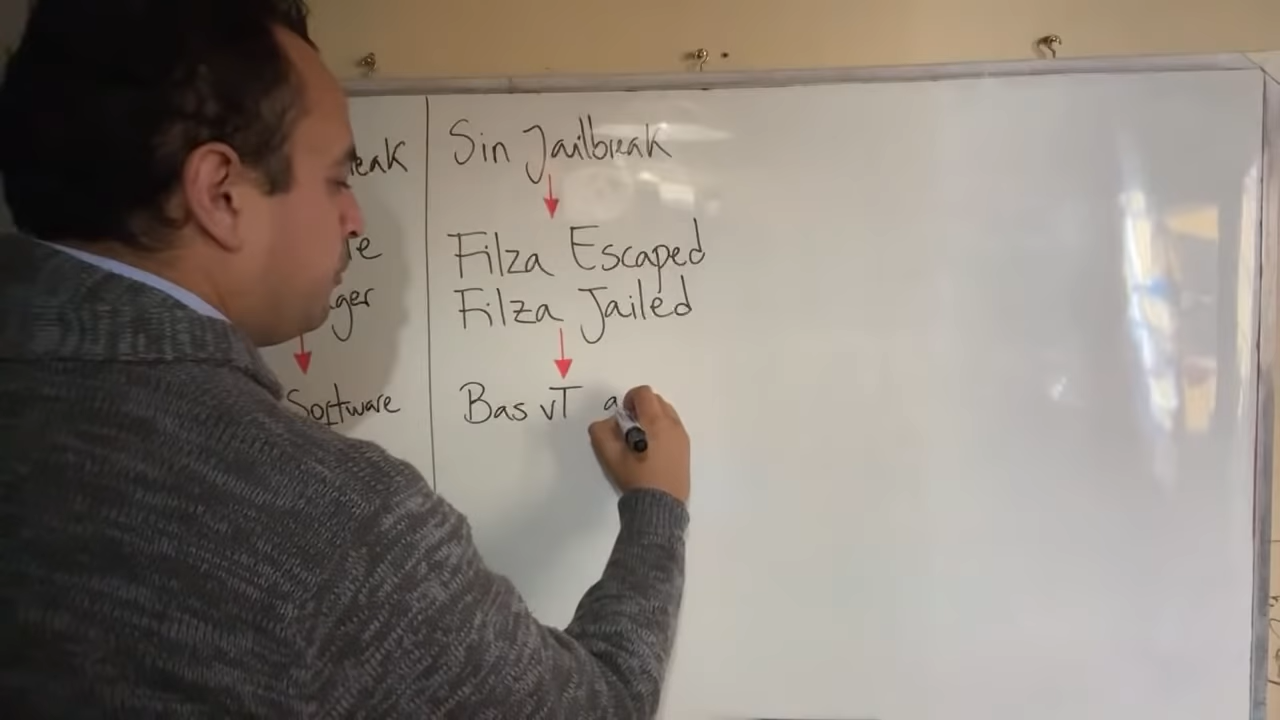 eak
e
ger
Software
Sin Jailbreak
Filza Escaped
Filza Jailed
Bas vT a